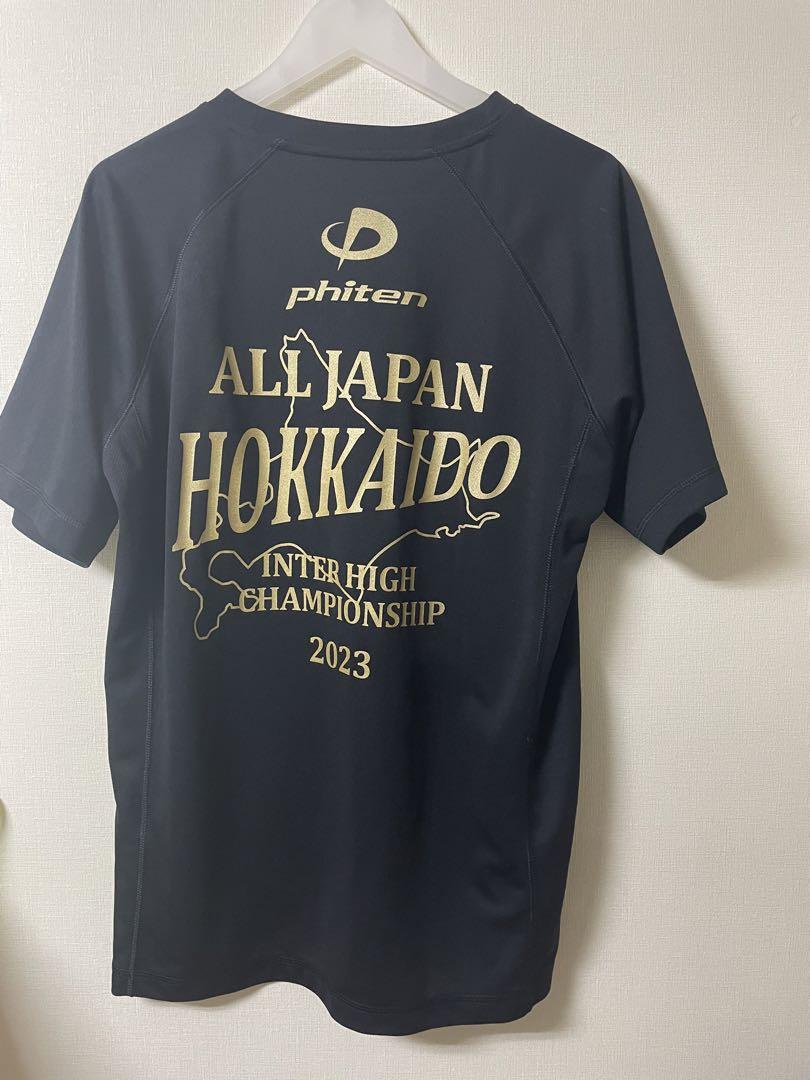 phiten
ALL JAPAN
HOKKAIDO
INTER HIGH
CHAMPIONSHIP
2023